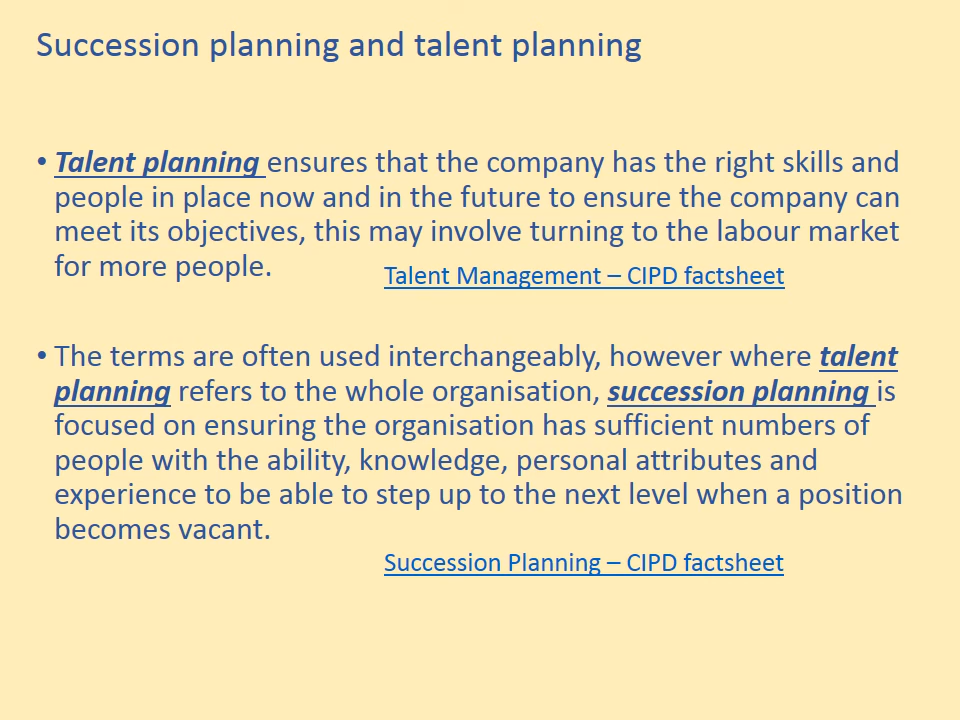 Succession planning and talent planning
• Talent planning ensures that the company has the right skills and
people in place now and in the future to ensure the company can
meet its objectives, this may involve turning to the labour market
for more people.
Talent Management – CIPD factsheet
• The terms are often used interchangeably, however where talent
planning refers to the whole organisation, succession planning is
focused on ensuring the organisation has sufficient numbers of
people with the ability, knowledge, personal attributes and
experience to be able to step up to the next level when a position
becomes vacant.
Succession Planning – CIPD factsheet